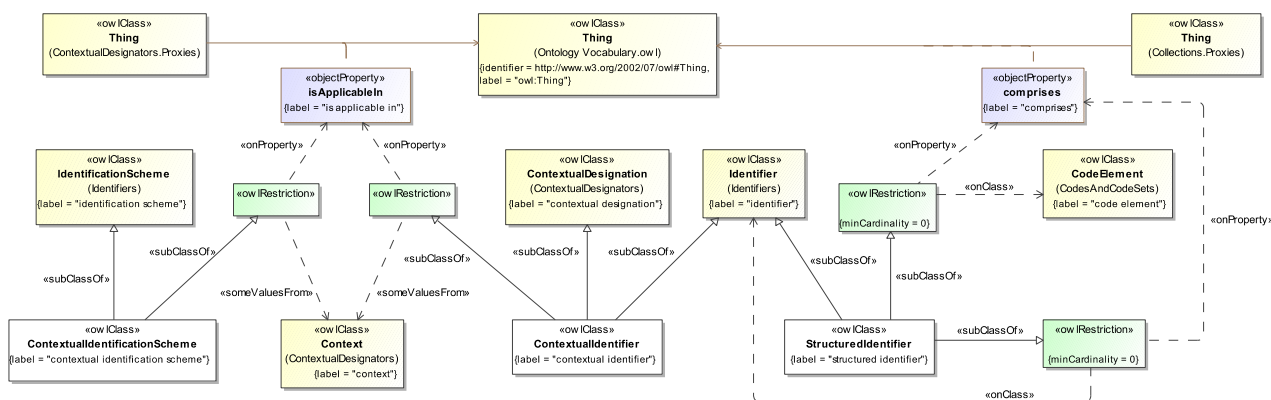 «owlClass»
Thing
(ContextualDesignators.Proxies)
«owlClass»
Thing
(Ontology Vocabulary.owl)
{identifier = http://www.w3.org/2002/07/owl#Thing,
label = "owl:Thing"}
«owlClass»
Thing
(Collections.Proxies)
«objectProperty»
isApplicableIn
{label = "is applicable in"}
«objectProperty»
comprises
{label = "comprises"}
«onProperty»
«onProperty»
«onProperty»
«owlClass»
IdentificationScheme
(Identifiers)
{label = "identification scheme"}
«owlRestriction»
«owlRestriction»
«owlClass»
ContextualDesignation
(ContextualDesignators)
{label = "contextual designation"}
«owlClass»
Identifier
(Identifiers)
{label = "identifier"}
«owlRestriction»
{minCardinality = 0}
«onClass»
«owlClass»
CodeElement
(CodesAndCodeSets)
{label = "code element"}
«onProperty»
«subClassOf»
«subClassOf»
«subClassOf»
«subClassOf»
«subClassOf»
«subClassOf»
«subClassOf»
«someValuesFrom»
«someValuesFrom»
«owlClass»
ContextualIdentificationScheme
{label = "contextual identification scheme"}
«owlClass»
Context
(ContextualDesignators)
{label = "context"}
«owlClass»
ContextualIdentifier
{label = "contextual identifier"}
«owlClass»
StructuredIdentifier
{label = "structured identifier"}
«subClassOf»
«owlRestriction»
{minCardinality = 0}
«onClass»